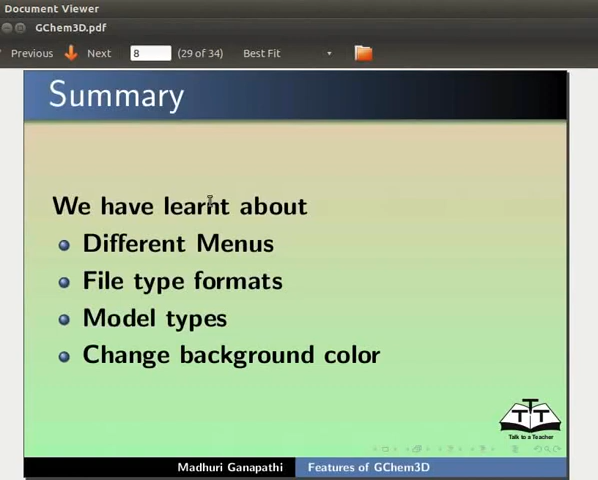 Document Viewer
GChem3D.pdf
Previous Next 8 (29 of 34) Best Fit
Summary
We have learnt about
Different Menus
File type formats
Model types
Change background color
TTT
Talk to a Teacher
Madhuri Ganapathi Features of GChem3D